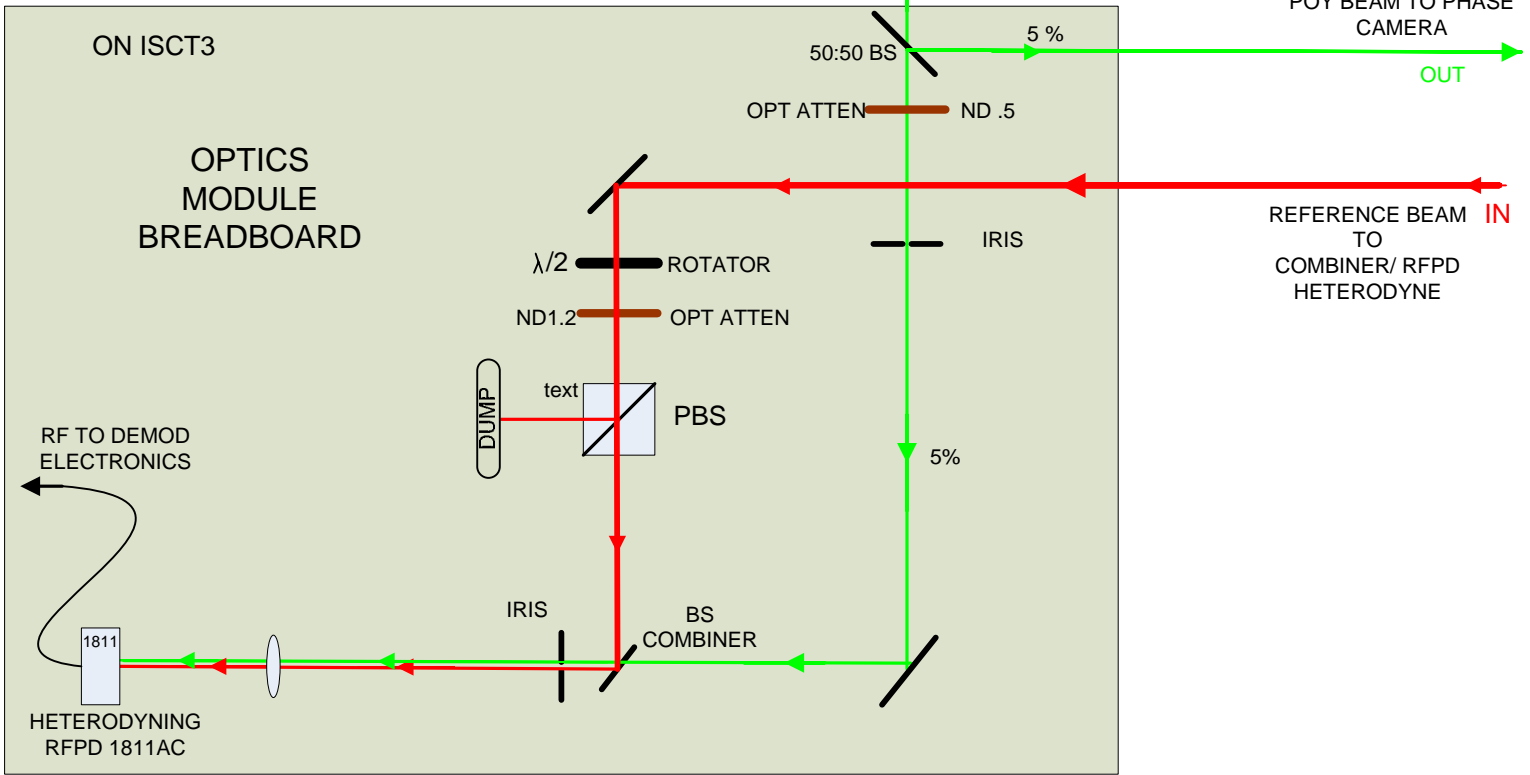 POY BEAM TO PHASE
CAMERA
ON ISCT3
5 %
50:50 BS
OUT
OPT ATTEN
ND .5
OPTICS
MODULE
BREADBOARD
REFERENCE BEAM
IN
TO
COMBINER/ RFPD
HETERODYNE
IRIS
λ/2
ROTATOR
ND1.2
OPT ATTEN
text
DUMP
PBS
RF TO DEMOD
ELECTRONICS
5%
IRIS
BS
COMBINER
1811
HETERODYNING
RFPD 1811AC